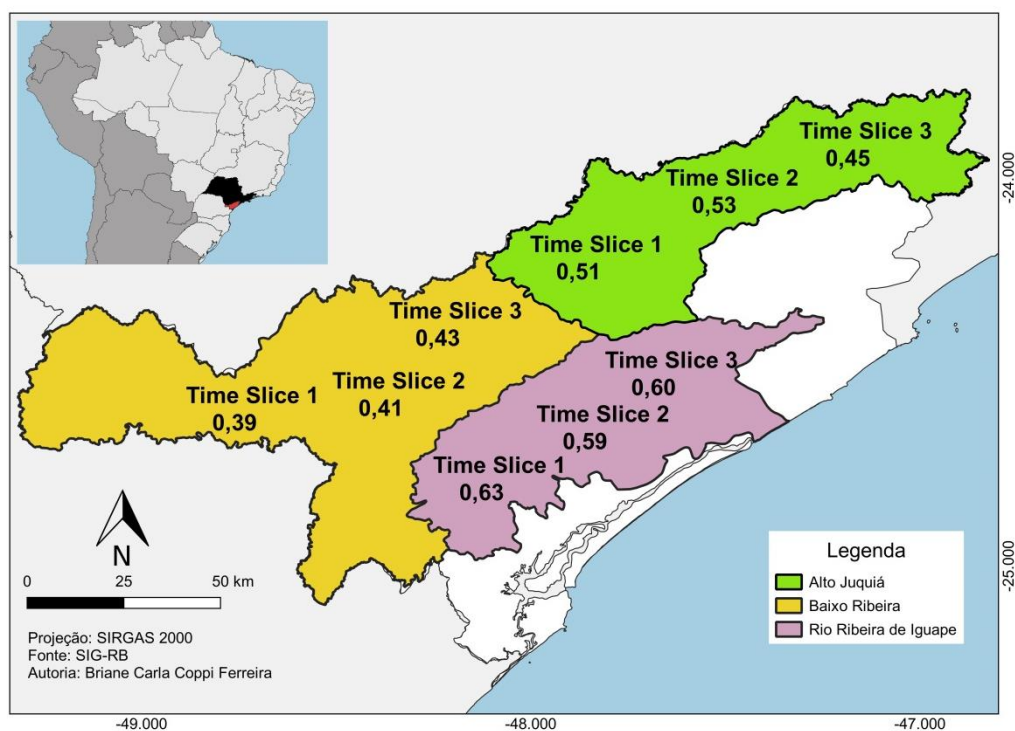 Time Slice 3
0,45
Time Slice 2
0,53
Time Slice 1
0,51
Time Slice 3
0,43
Time Slice 2
0,41
Time Slice 1
0,39
Time Slice 3
0,60
Time Slice 2
0,59
Time Slice 1
0,63
-24.000
-25.000
N
0 25 50 km
Projeção: SIRGAS 2000
Fonte: SIG-RB
Autoria: Briane Carla Coppi Ferreira
Legenda
Alto Juquiá
Baixo Ribeira
Rio Ribeira de Iguape
-49.000 -48.000 -47.000